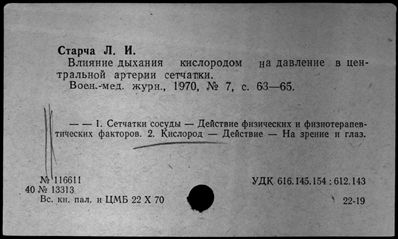 Старча Л. И.
Влияние дыхания кислородом на давление в цен-
тральной артерии сетчатки.
Воен.-мед. журн., 1970, № 7, с. 63—65.
— — 1. Сетчатки сосуды — Действие физических и физиотерапев-
тических факторов. 2. Кислород — Действие — На зрение и глаз.
№ 116611
40 № 13313
УДК 616.145.154 : 612.143
Вс. кн. пал. и ЦМБ 22 X 70
22-19